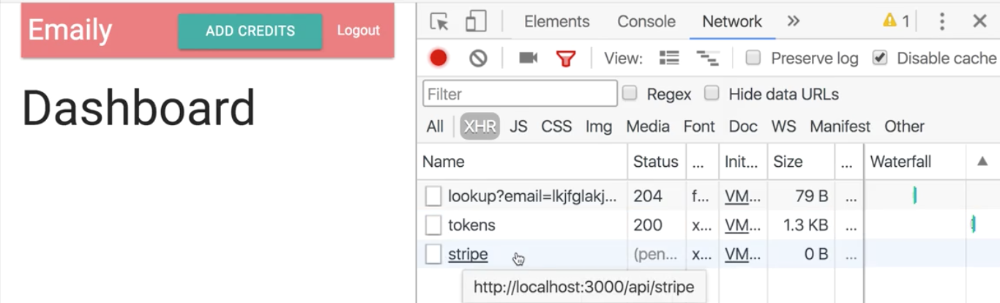 Emaily ADD CREDITS Logout
Dashboard
Elements Console Network » 1
View: Preserve log Disable cache
Filter Regex Hide data URLs
All XHR JS CSS Img Media Font Doc WS Manifest Other
Name Status ... Init... Size ... Waterfall
lookup?email=lkjfglakj... 204 f... VM... 79 B ...
tokens 200 x... VM... 1.3 KB ...
stripe (pen... x... VM... 0 B ...
http://localhost:3000/api/stripe